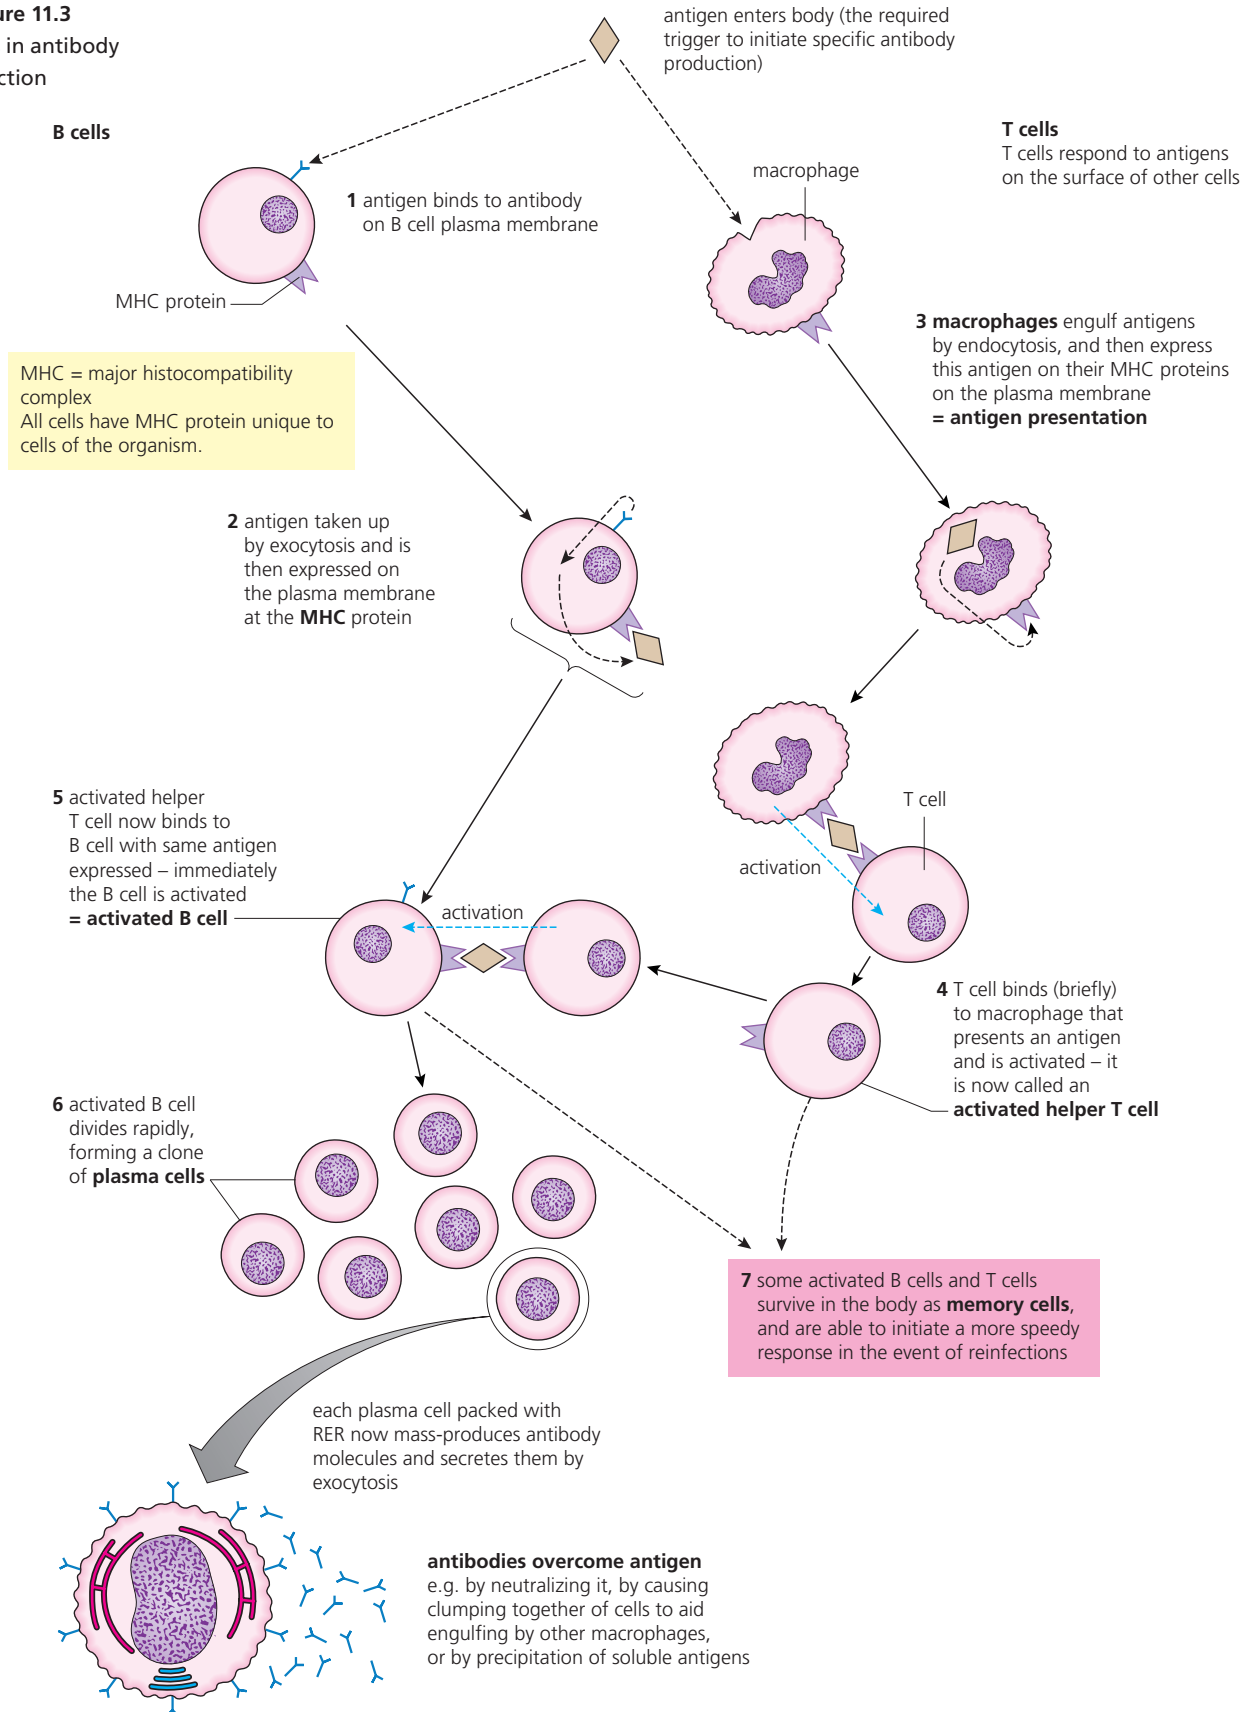 ure 11.3
in antibody
ction
antigen enters body (the required
trigger to initiate specific antibody
production)
B cells
T cells
T cells respond to antigens
on the surface of other cells
macrophage
1 antigen binds to antibody
on B cell plasma membrane
MHC protein
3 macrophages engulf antigens
by endocytosis, and then express
this antigen on their MHC proteins
on the plasma membrane
= antigen presentation
MHC = major histocompatibility
complex
All cells have MHC protein unique to
cells of the organism.
2 antigen taken up
by exocytosis and is
then expressed on
the plasma membrane
at the MHC protein
5 activated helper
T cell now binds to
B cell with same antigen
expressed – immediately
the B cell is activated
= activated B cell
T cell
activation
activation
4 T cell binds (briefly)
to macrophage that
presents an antigen
and is activated – it
is now called an
activated helper T cell
6 activated B cell
divides rapidly,
forming a clone
of plasma cells
7 some activated B cells and T cells
survive in the body as memory cells,
and are able to initiate a more speedy
response in the event of reinfections
each plasma cell packed with
RER now mass-produces antibody
molecules and secretes them by
exocytosis
antibodies overcome antigen
e.g. by neutralizing it, by causing
clumping together of cells to aid
engulfing by other macrophages,
or by precipitation of soluble antigens